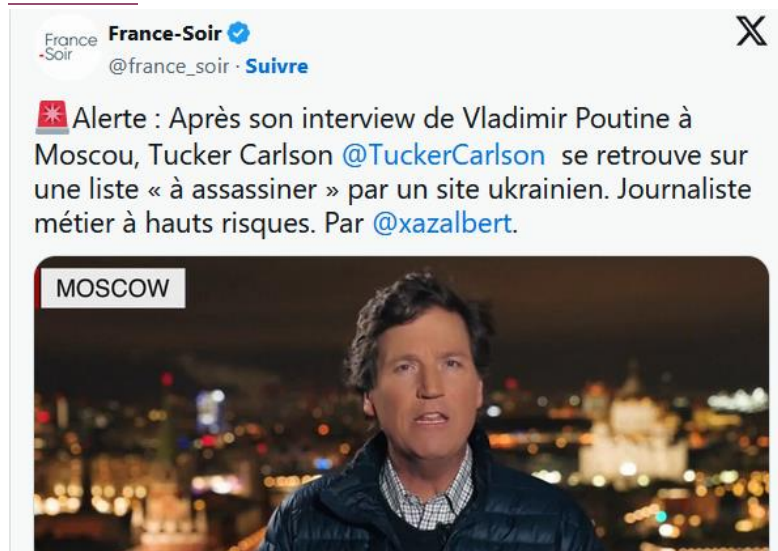 France
-Soir
France-Soir
@france_soir · Suivre
Alerte : Après son interview de Vladimir Poutine à
Moscou, Tucker Carlson @TuckerCarlson se retrouve sur
une liste « à assassiner » par un site ukrainien. Journaliste
métier à hauts risques. Par @xazalbert.
MOSCOW